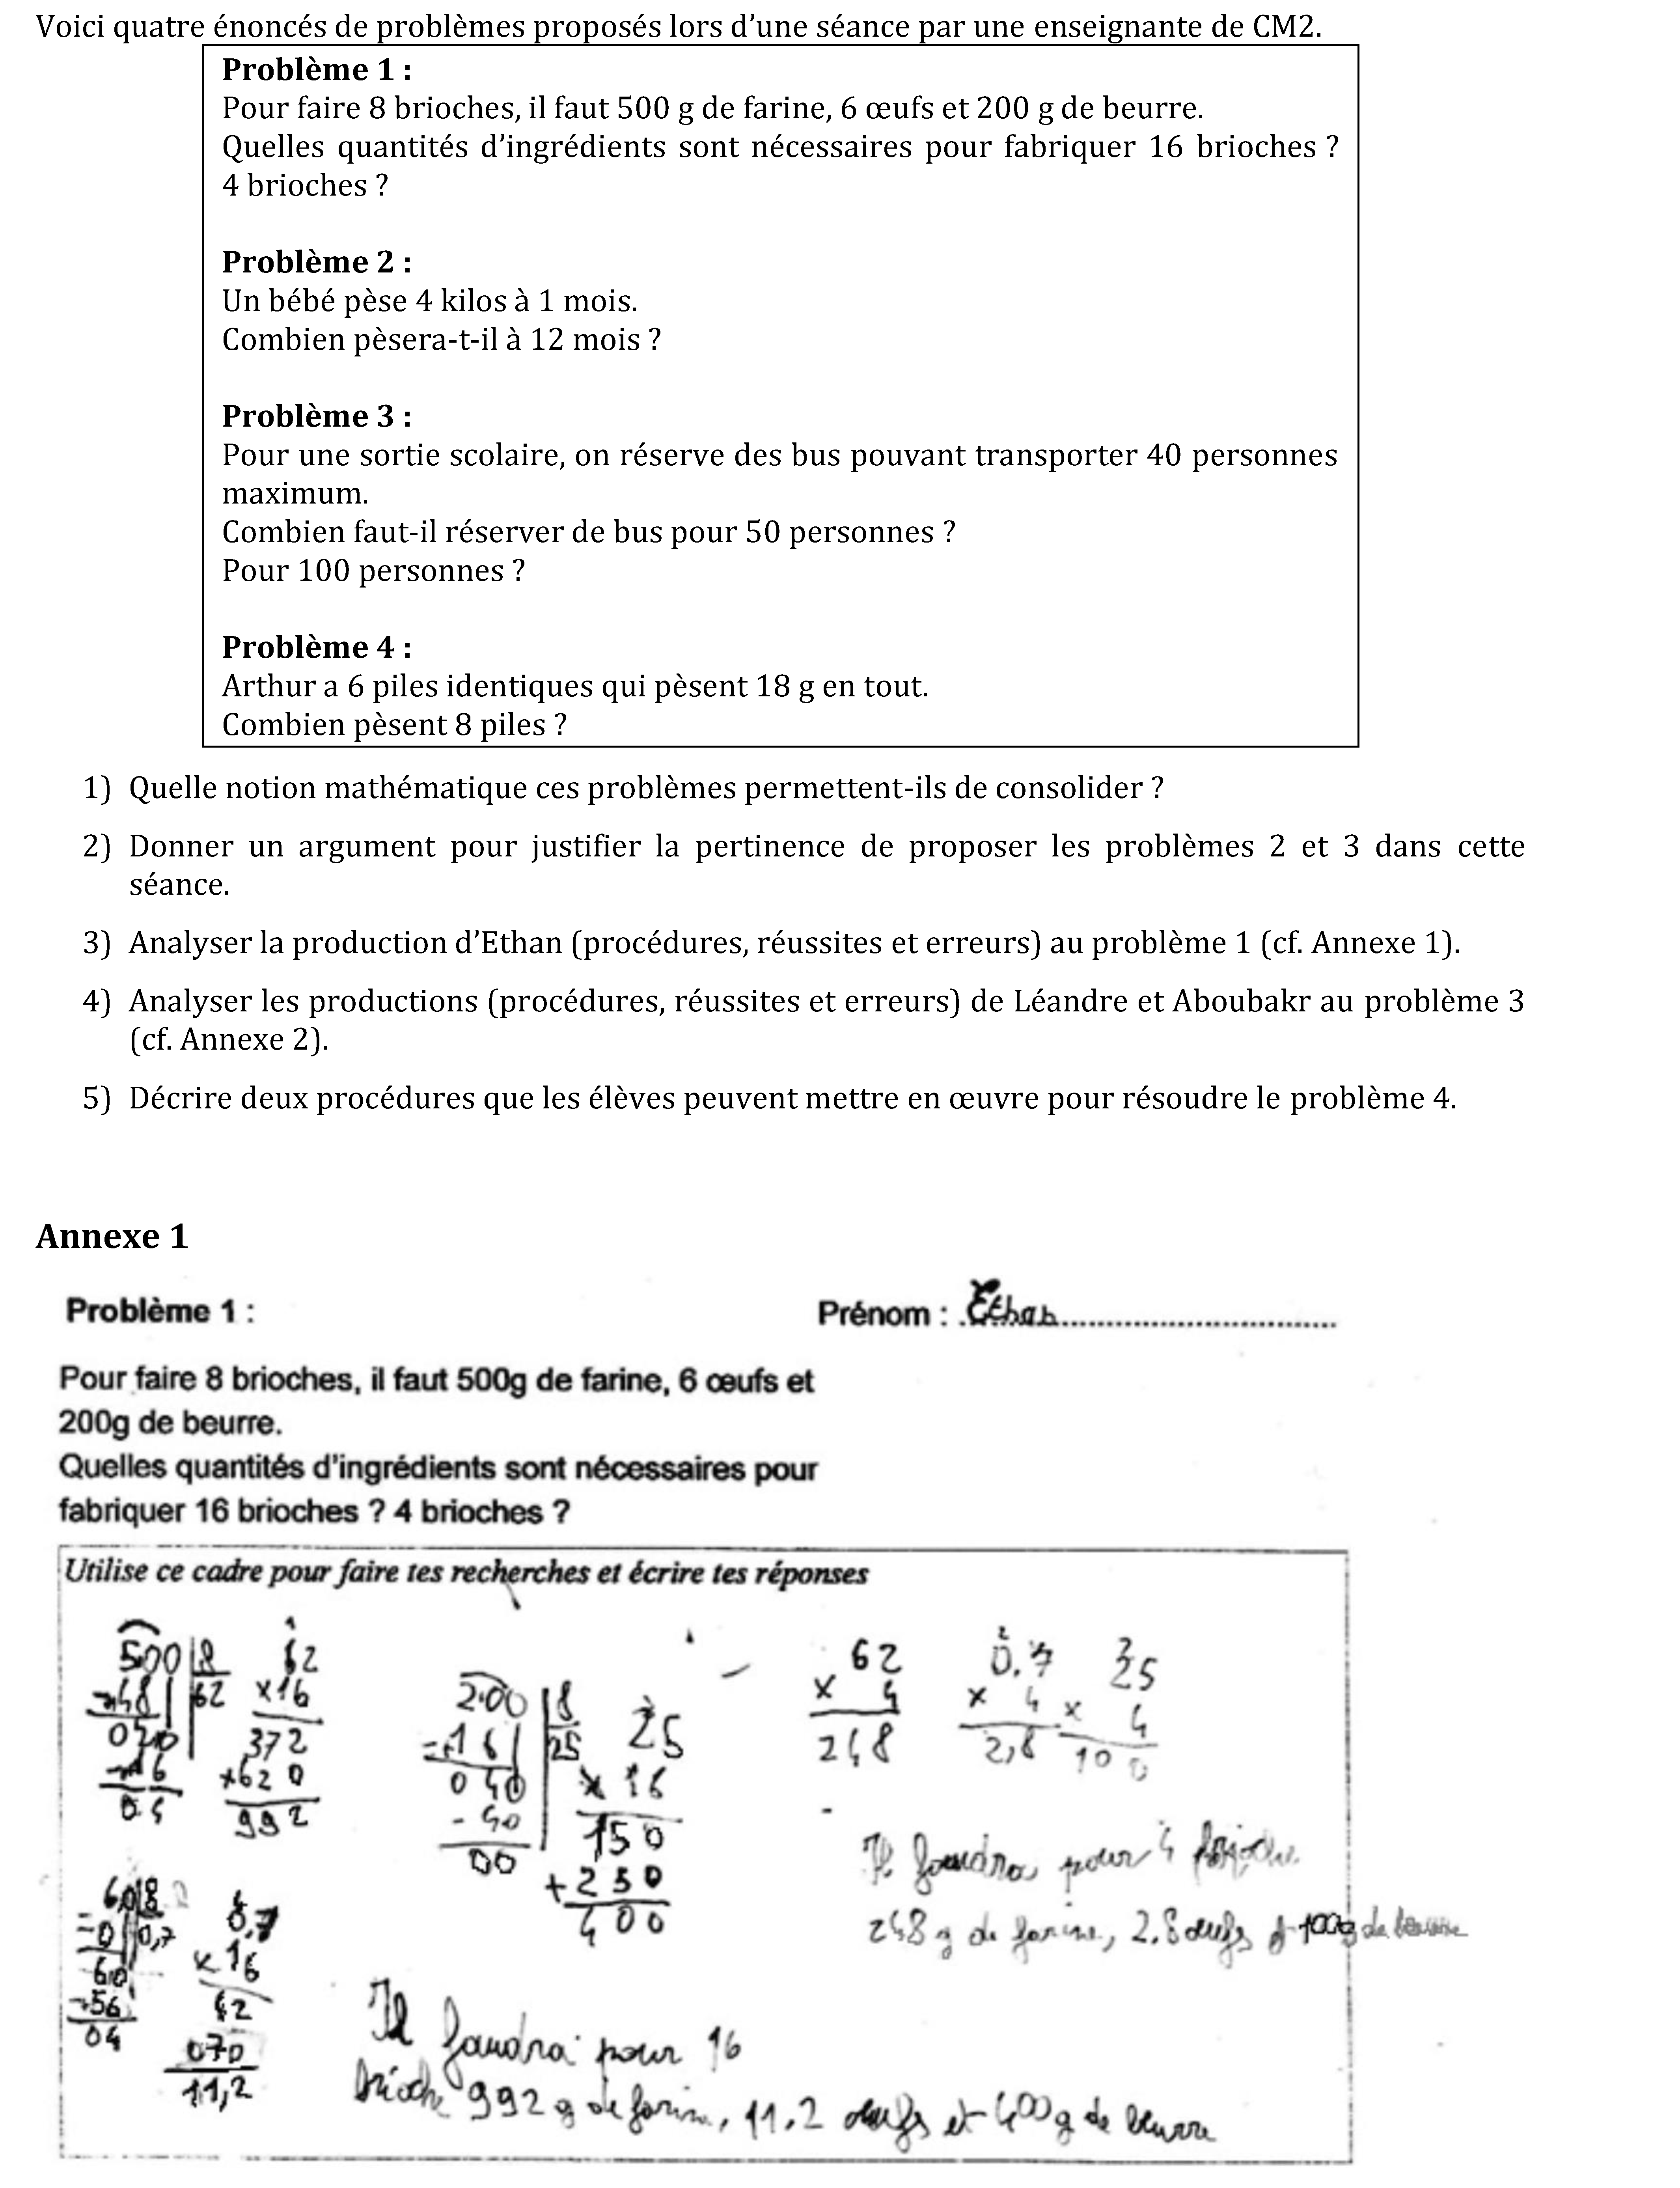 Voici quatre énoncés de problèmes proposés lors d’une séance par une enseignante de CM2.
Problème 1 :
Pour faire 8 brioches, il faut 500 g de farine, 6 œufs et 200 g de beurre.
Quelles quantités d’ingrédients sont nécessaires pour fabriquer 16 brioches ?
4 brioches ?
Problème 2 :
Un bébé pèse 4 kilos à 1 mois.
Combien pèsera-t-il à 12 mois ?
Problème 3 :
Pour une sortie scolaire, on réserve des bus pouvant transporter 40 personnes
maximum.
Combien faut-il réserver de bus pour 50 personnes ?
Pour 100 personnes ?
Problème 4 :
Arthur a 6 piles identiques qui pèsent 18 g en tout.
Combien pèsent 8 piles ?
1) Quelle notion mathématique ces problèmes permettent-ils de consolider ?
2) Donner un argument pour justifier la pertinence de proposer les problèmes 2 et 3 dans cette
séance.
3) Analyser la production d’Ethan (procédures, réussites et erreurs) au problème 1 (cf. Annexe 1).
4) Analyser les productions (procédures, réussites et erreurs) de Léandre et Aboubakr au problème 3
(cf. Annexe 2).
5) Décrire deux procédures que les élèves peuvent mettre en œuvre pour résoudre le problème 4.
Annexe 1
Problème 1 :
Prénom : Ethan
Pour faire 8 brioches, il faut 500g de farine, 6 œufs et
200g de beurre.
Quelles quantités d'ingrédients sont nécessaires pour
fabriquer 16 brioches ? 4 brioches ?
Utilise ce cadre pour faire tes recherches et écrire tes réponses
500 8
- 48 62
020
- 16
04
62
x 16
372
+ 620
992
200 8
- 16 25
040
- 40
00
25
x 16
150
+ 250
400
62
x 4
248
0,7
x 4
2,8
25
x 4
100
60 8
- 0 0,7
60
- 56
04
0,7
x 16
42
070
11,2
Il faudra pour 4 brioche
248 g de farine, 2,8 œufs et 100g de beurre
Il faudra pour 16
brioche 992 g de farine, 11,2 œufs et 400 g de beurre